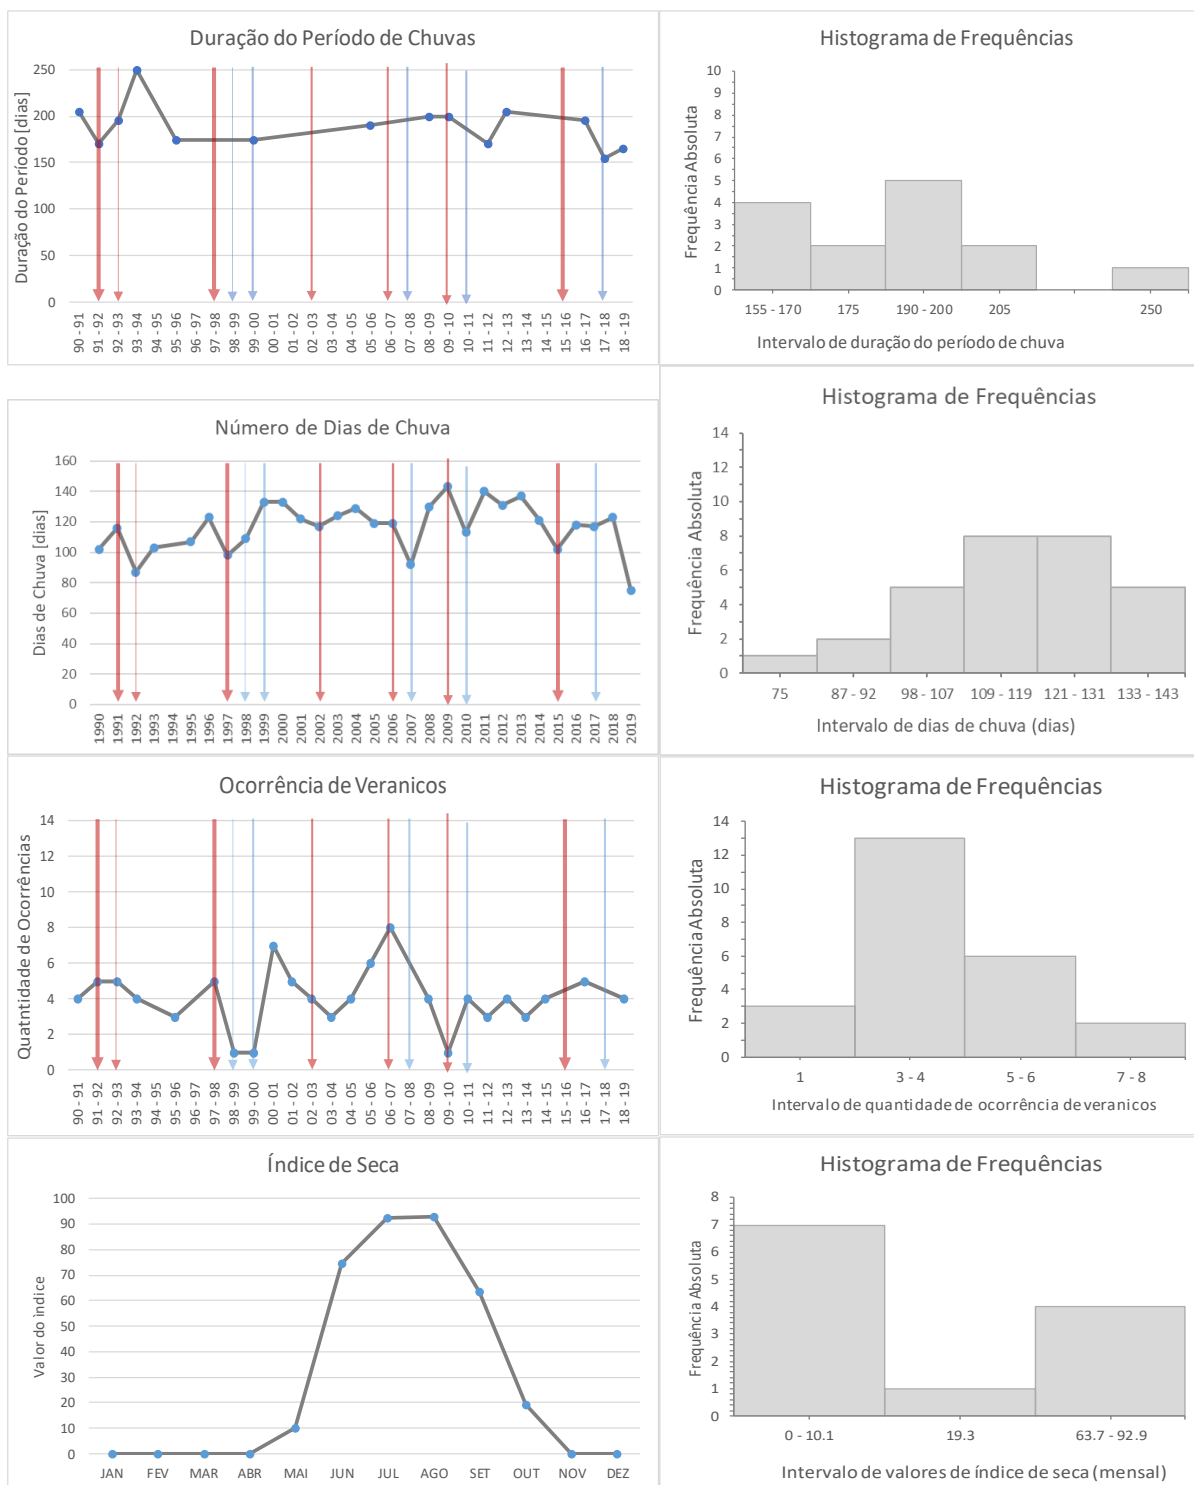 Duração do Período de Chuvas
Duração do Período [dias]
250
200
150
100
50
0
90 - 91
91 - 92
92 - 93
93 - 94
94 - 95
95 - 96
96 - 97
97 - 98
98 - 99
99 - 00
00 - 01
01 - 02
02 - 03
03 - 04
04 - 05
05 - 06
06 - 07
07 - 08
08 - 09
09 - 10
10 - 11
11 - 12
12 - 13
13 - 14
14 - 15
15 - 16
16 - 17
17 - 18
18 - 19
Histograma de Frequências
Frequência Absoluta
10
9
8
7
6
5
4
3
2
1
0
155 - 170 175 190 - 200 205 250
Intervalo de duração do período de chuva
Número de Dias de Chuva
Dias de Chuva [dias]
160
140
120
100
80
60
40
20
0
1990
1991
1992
1993
1994
1995
1996
1997
1998
1999
2000
2001
2002
2003
2004
2005
2006
2007
2008
2009
2010
2011
2012
2013
2014
2015
2016
2017
2018
2019
Histograma de Frequências
Frequência Absoluta
14
12
10
8
6
4
2
0
75 87 - 92 98 - 107 109 - 119 121 - 131 133 - 143
Intervalo de dias de chuva (dias)
Ocorrência de Veranicos
Quatntidade de Ocorrências
14
12
10
8
6
4
2
0
90 - 91
91 - 92
92 - 93
93 - 94
94 - 95
95 - 96
96 - 97
97 - 98
98 - 99
99 - 00
00 - 01
01 - 02
02 - 03
03 - 04
04 - 05
05 - 06
06 - 07
07 - 08
08 - 09
09 - 10
10 - 11
11 - 12
12 - 13
13 - 14
14 - 15
15 - 16
16 - 17
17 - 18
18 - 19
Histograma de Frequências
Frequência Absoluta
14
12
10
8
6
4
2
0
1 3 - 4 5 - 6 7 - 8
Intervalo de quantidade de ocorrência de veranicos
Índice de Seca
Valor do ìndice
100
90
80
70
60
50
40
30
20
10
0
JAN FEV MAR ABR MAI JUN JUL AGO SET OUT NOV DEZ
Histograma de Frequências
Frequência Absoluta
8
7
6
5
4
3
2
1
0
0 - 10.1 19.3 63.7 - 92.9
Intervalo de valores de índice de seca (mensal)